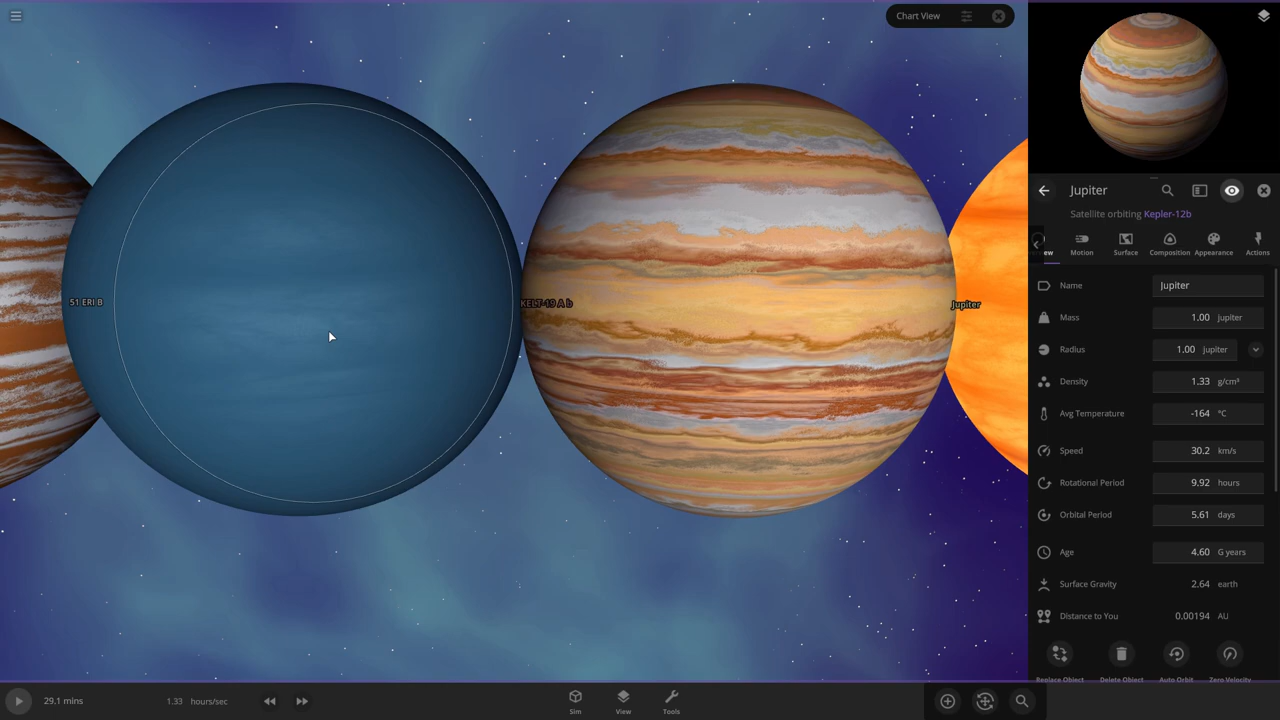 Chart View
51 ERI B
KELT-19 A b
Jupiter
Jupiter
Satellite orbiting Kepler-12b
Motion
Surface
Composition
Appearance
Actions
Name Jupiter
Mass 1.00 jupiter
Radius 1.00 jupiter
Density 1.33 g/cm³
Avg Temperature -164 °C
Speed 30.2 km/s
Rotational Period 9.92 hours
Orbital Period 5.61 days
Age 4.60 G years
Surface Gravity 2.64 earth
Distance to You 0.00194 AU
Replace Object
Delete Object
Auto Orbit
Zero Velocity
29.1 mins
1.33 hours/sec
Sim
View
Tools